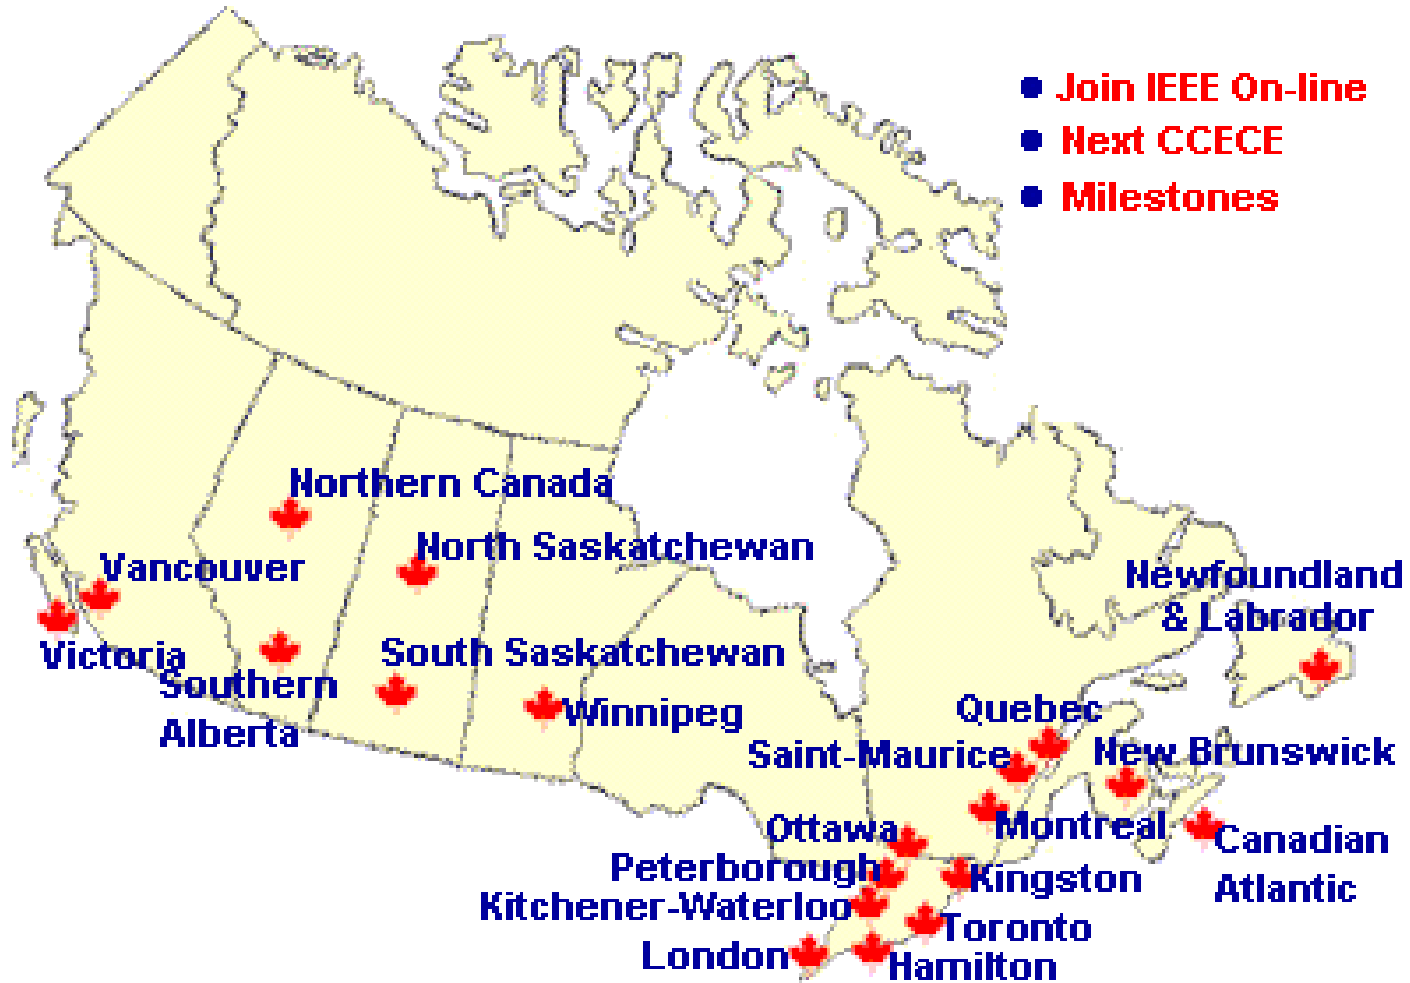 Join IEEE On-line
Next CCECE
Milestones
Northern Canada
North Saskatchewan
Vancouver
Newfoundland
& Labrador
Victoria
South Saskatchewan
Southern
Alberta
Winnipeg
Quebec
Saint-Maurice
New Brunswick
Ottawa
Montreal
Canadian
Atlantic
Peterborough
Kingston
Kitchener-Waterloo
Toronto
London
Hamilton